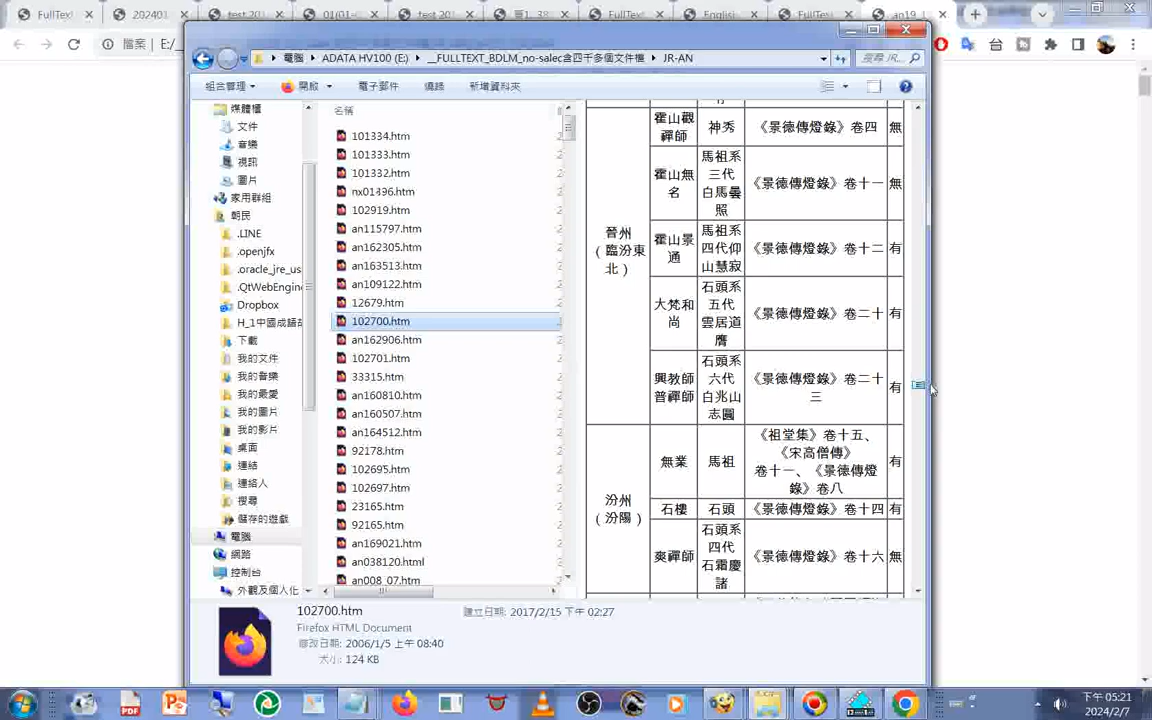 FullTex
202401
test 20
01(01=C
test 20
第1..38
FullText
Englisl
FullTex
an19_1
檔案
E:/_
電腦 ▸ ADATA HV100 (E:) ▸ __FULLTEXT_BDLM_no-salec含四千多個文件檔 ▸ JR-AN
搜尋 JR...
組合管理
開啟
電子郵件
燒錄
新增資料夾
媒體櫃
文件
音樂
視訊
圖片
家用群組
朝民
.LINE
.openjfx
.oracle_jre_us
.QtWebEngin
Dropbox
H_1中國成語
下載
我的文件
我的音樂
我的最愛
我的圖片
我的影片
桌面
連結
連絡人
搜尋
儲存的遊戲
電腦
網路
控制台
外觀及個人化
名稱
101334.htm
101333.htm
101332.htm
nx01496.htm
102919.htm
an115797.htm
an162305.htm
an163513.htm
an109122.htm
12679.htm
102700.htm
an162906.htm
102701.htm
33315.htm
an160810.htm
an160507.htm
an164512.htm
92178.htm
102695.htm
102697.htm
23165.htm
92165.htm
an169021.htm
an038120.html
an008_07.htm
晉州
（臨汾東
北）
霍山觀
禪師
神秀
《景德傳燈錄》卷四
無
霍山無
名
馬祖系
三代
白馬曇
照
《景德傳燈錄》卷十一
無
霍山景
通
馬祖系
四代仰
山慧寂
《景德傳燈錄》卷十二
有
大梵和
尚
石頭系
五代
雲居道
膺
《景德傳燈錄》卷二十
有
興教師
普禪師
石頭系
六代
白兆山
志圓
《景德傳燈錄》卷二十
三
有
汾州
（汾陽）
無業
馬祖
《祖堂集》卷十五、
《宋高僧傳》
卷十一、《景德傳燈
錄》卷八
有
石樓
石頭
《景德傳燈錄》卷十四
有
爽禪師
石頭系
四代
石霜慶
諸
《景德傳燈錄》卷十六
無
102700.htm
Firefox HTML Document
修改日期: 2006/1/5 上午 08:40
大小: 124 KB
建立日期: 2017/2/15 下午 02:27
下午 05:21
2024/2/7